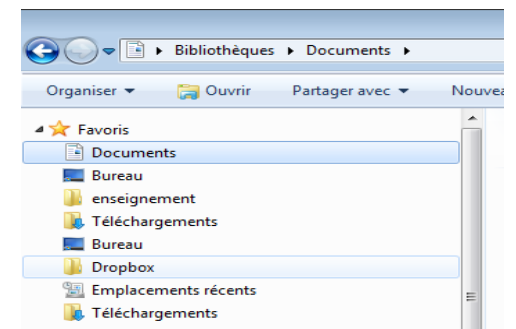 Bibliothèques Documents
Organiser Ouvrir Partager avec
Favoris
Documents
Bureau
enseignement
Téléchargements
Bureau
Dropbox
Emplacements récents
Téléchargements